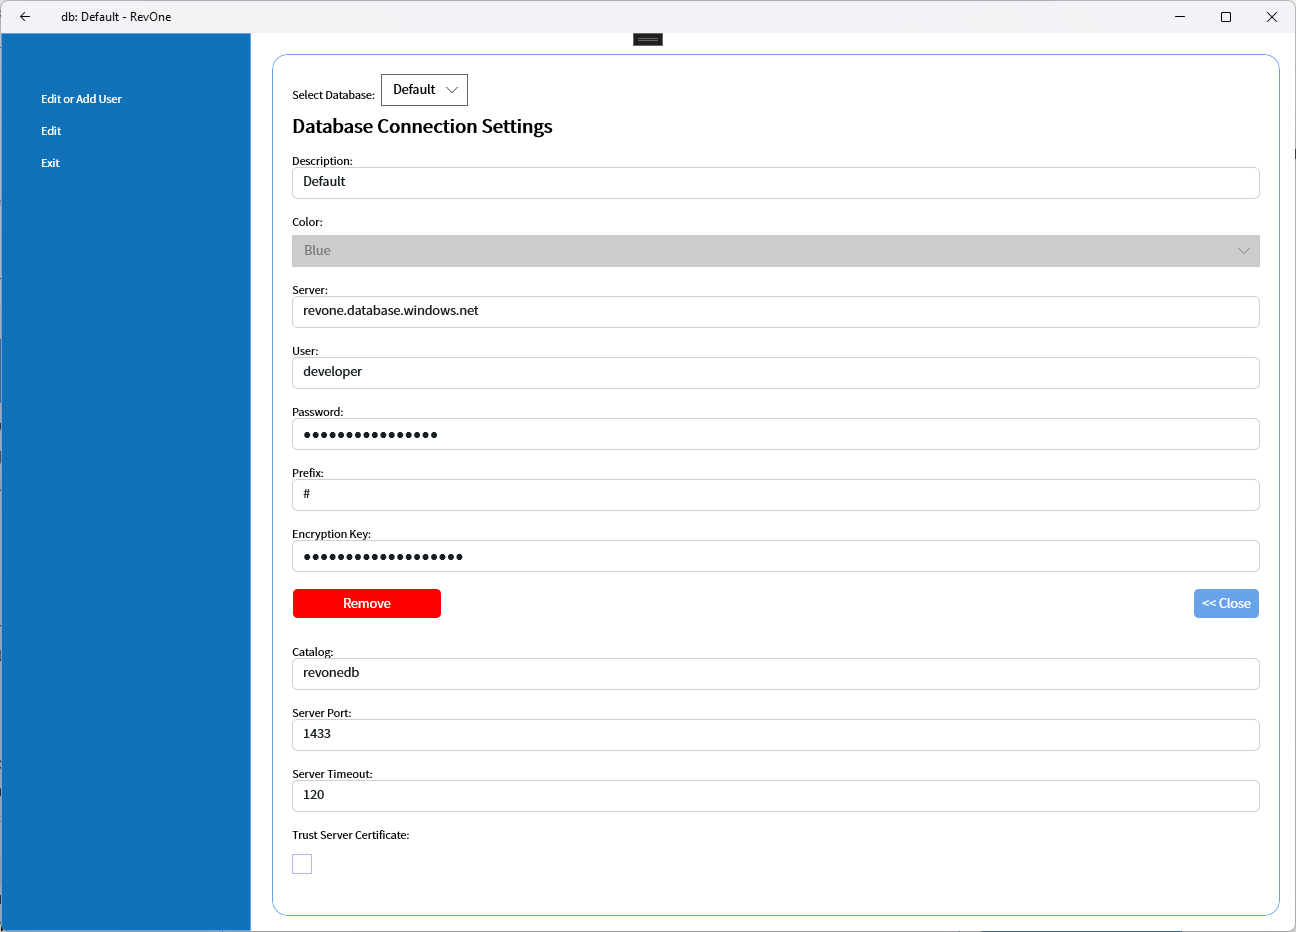 db: Default - RevOne
Edit or Add User
Edit
Exit
Select Database: Default
Database Connection Settings
Description:
Default
Color:
Blue
Server:
revone.database.windows.net
User:
developer
Password:
●●●●●●●●●●●●●●●●
Prefix:
#
Encryption Key:
●●●●●●●●●●●●●●●●●●●
Remove
<< Close
Catalog:
revonedb
Server Port:
1433
Server Timeout:
120
Trust Server Certificate: